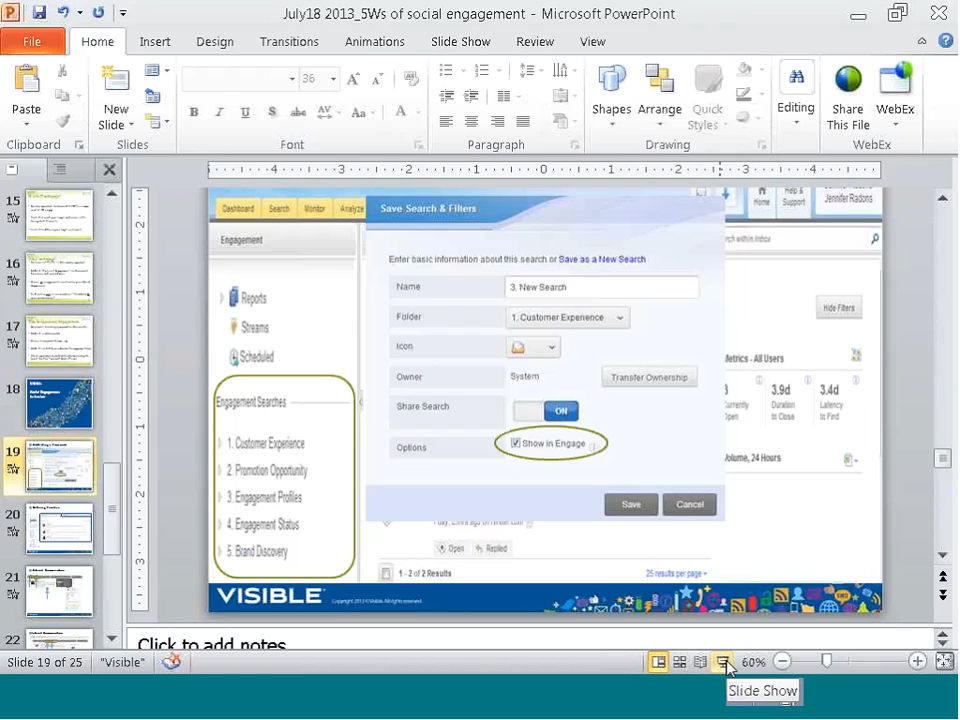 July18 2013_5Ws of social engagement - Microsoft PowerPoint
File Home Insert Design Transitions Animations Slide Show Review View
36
Paste New Slide Shapes Arrange Quick Styles Editing Share This File WebEx
Clipboard Slides Font Paragraph Drawing WebEx
15
16
17
18
19
20
21
22
Dashboard Search Monitor Analyze
Save Search & Filters
Home Help & Support Jennifer Radons
Engagement
Enter basic information about this search or Save as a New Search
Name 3. New Search
Reports
Hide Filters
Folder 1. Customer Experience
Streams
Icon
Scheduled
Metrics - All Users
Owner System Transfer Ownership
3.9d 3.4d
Duration to Close
Latency to Find
Engagement Searches
Share Search ON
1. Customer Experience
Options Show in Engage
Volume, 24 Hours
2. Promotion Opportunity
3. Engagement Profiles
Save Cancel
4. Engagement Status
5. Brand Discovery
Open Replied
1 - 2 of 2 Results 25 results per page
VISIBLE Copyright 2013 Visible. All rights reserved.
Click to add notes
Slide 19 of 25 "Visible" 60%
Slide Show